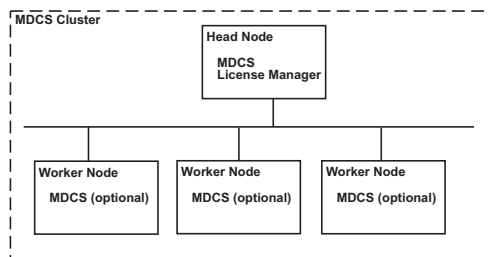 MDCS Cluster
Head Node
MDCS
License Manager
Worker Node
MDCS (optional)
Worker Node
MDCS (optional)
Worker Node
MDCS (optional)